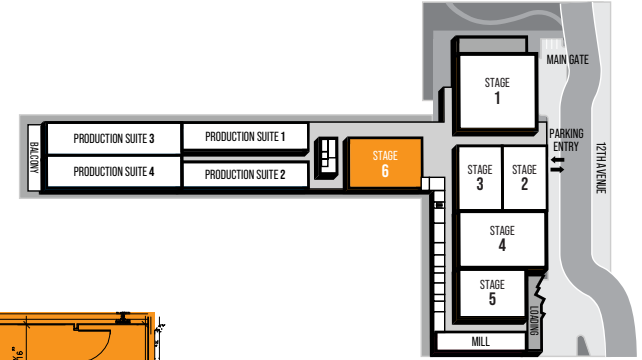 MAIN GATE
STAGE
1
PARKING
ENTRY
12TH AVENUE
PRODUCTION SUITE 3
PRODUCTION SUITE 1
BALCONY
PRODUCTION SUITE 4
PRODUCTION SUITE 2
STAGE
6
STAGE
3
STAGE
2
STAGE
4
STAGE
5
LOADING
MILL